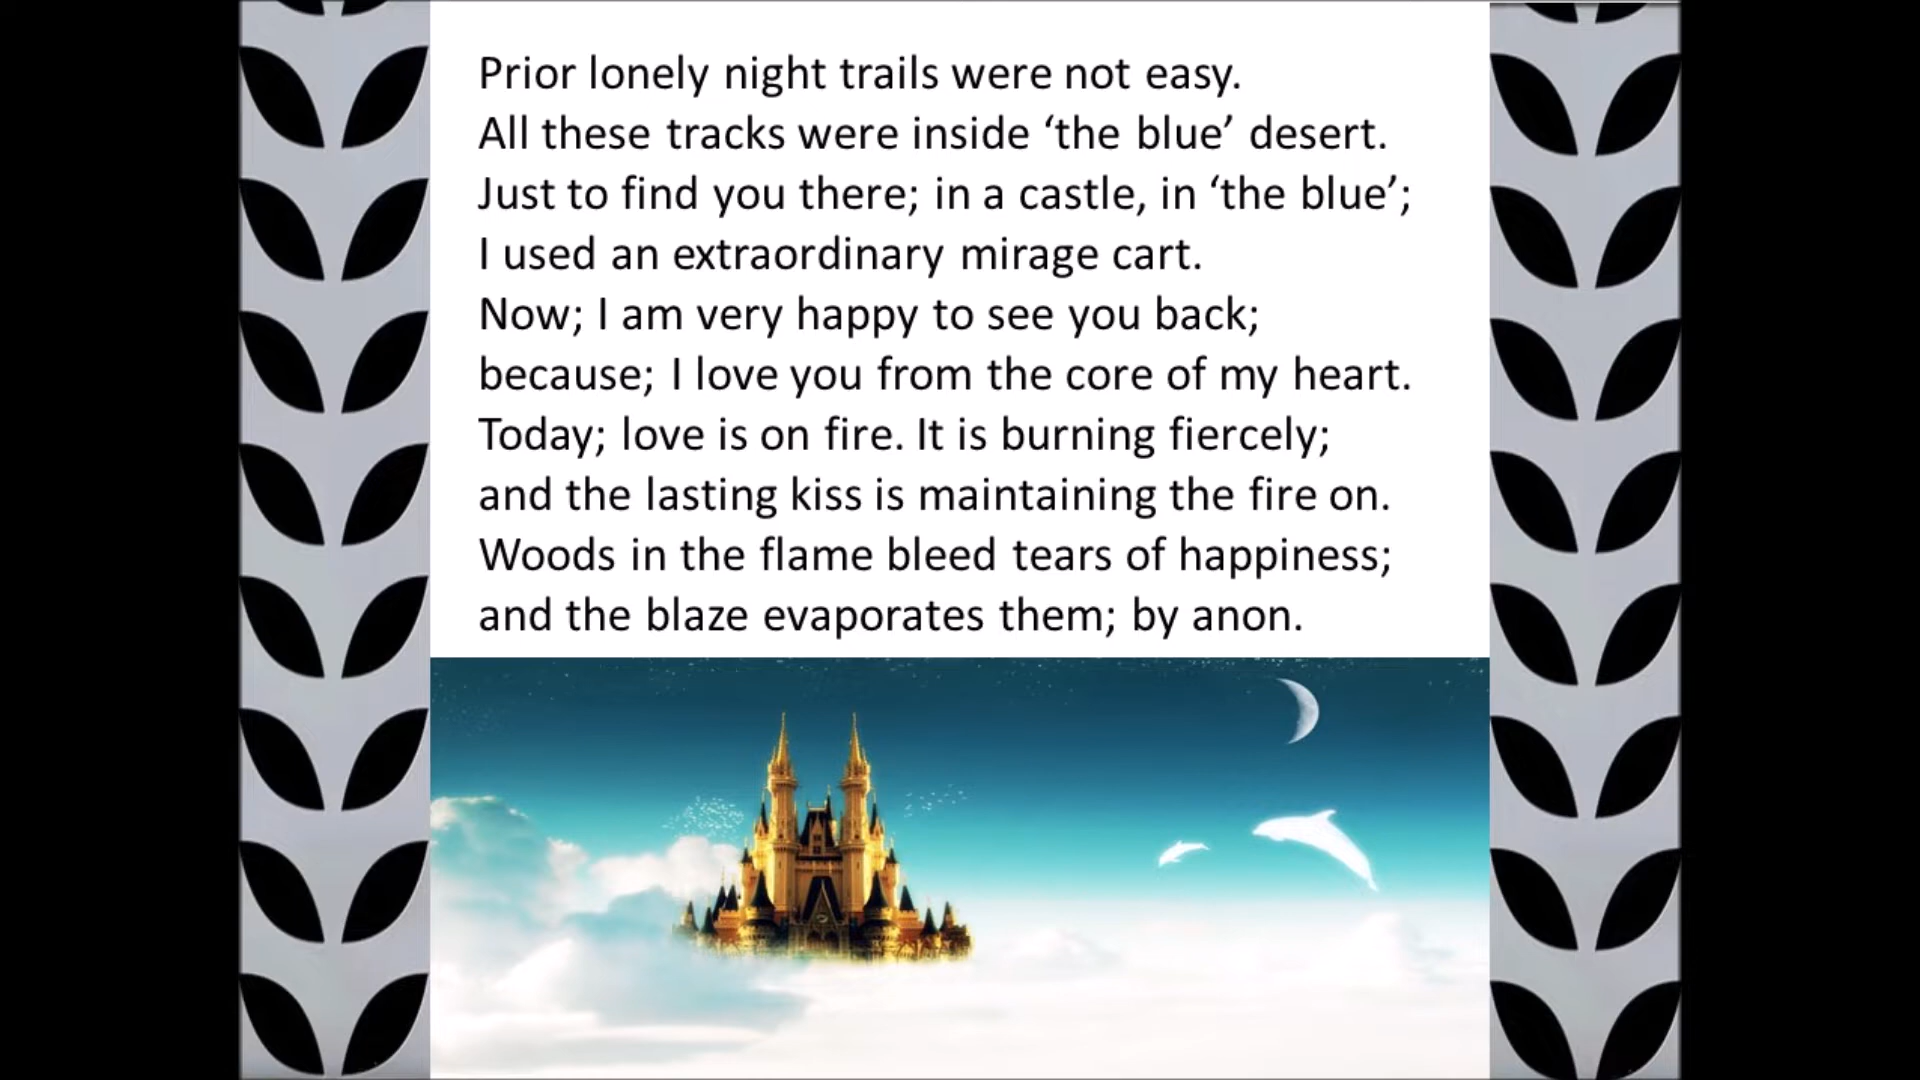 Prior lonely night trails were not easy.
All these tracks were inside ‘the blue’ desert.
Just to find you there; in a castle, in ‘the blue’;
I used an extraordinary mirage cart.
Now; I am very happy to see you back;
because; I love you from the core of my heart.
Today; love is on fire. It is burning fiercely;
and the lasting kiss is maintaining the fire on.
Woods in the flame bleed tears of happiness;
and the blaze evaporates them; by anon.